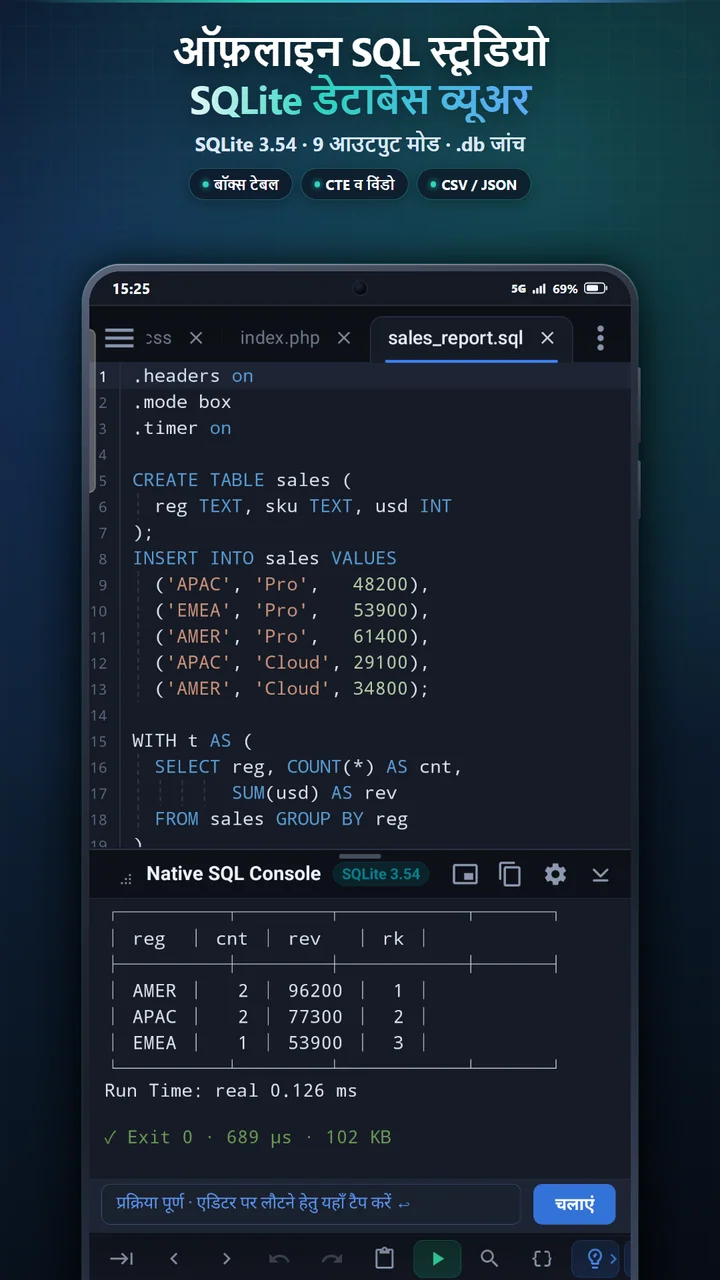 ऑफ़लाइन SQL स्टूडियो
SQLite डेटाबेस व्यूअर
SQLite 3.54 · 9 आउटपुट मोड · .db जांच
बॉक्स टेबल
CTE व विंडो
CSV / JSON
15:25
5G 69%
css
index.php
sales_report.sql
1 .headers on
2 .mode box
3 .timer on
4
5 CREATE TABLE sales (
6 reg TEXT, sku TEXT, usd INT
7 );
8 INSERT INTO sales VALUES
9 ('APAC', 'Pro', 48200),
10 ('EMEA', 'Pro', 53900),
11 ('AMER', 'Pro', 61400),
12 ('APAC', 'Cloud', 29100),
13 ('AMER', 'Cloud', 34800);
14
15 WITH t AS (
16 SELECT reg, COUNT(*) AS cnt,
17 SUM(usd) AS rev
18 FROM sales GROUP BY reg
19 )
Native SQL Console SQLite 3.54
│ reg │ cnt │ rev │ rk │
│ AMER │ 2 │ 96200 │ 1 │
│ APAC │ 2 │ 77300 │ 2 │
│ EMEA │ 1 │ 53900 │ 3 │
Run Time: real 0.126 ms
✓ Exit 0 · 689 µs · 102 KB
प्रक्रिया पूर्ण · एडिटर पर लौटने हेतु यहाँ टैप करें ↩
चलाएं